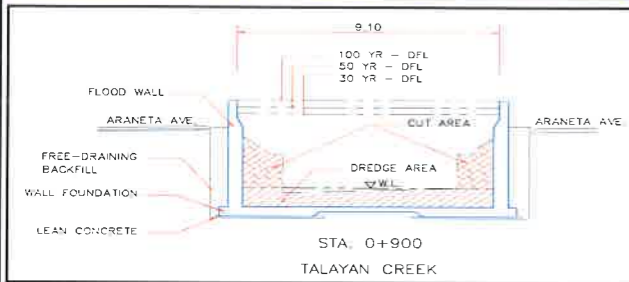 9.10
100 YR – DFL
50 YR – DFL
30 YR – DFL
FLOOD WALL
ARANETA AVE.
CUT AREA
ARANETA AVE.
FREE–DRAINING
BACKFILL
DREDGE AREA
W.L.
WALL FOUNDATION
LEAN CONCRETE
STA. 0+900
TALAYAN CREEK